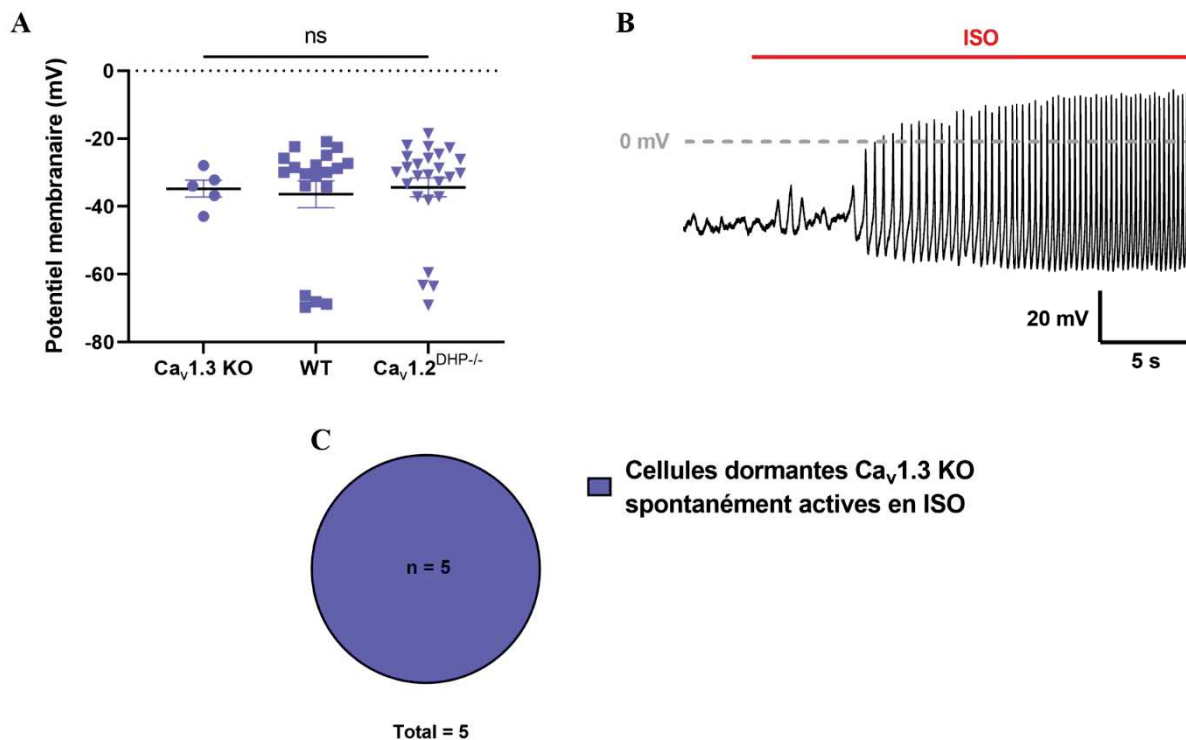 A
ns
Potentiel membranaire (mV)
0
-20
-40
-60
-80
Cav1.3 KO
WT
Cav1.2DHP-/-
B
ISO
0 mV
20 mV
5 s
C
n = 5
Total = 5
Cellules dormantes Cav1.3 KO
spontanément actives en ISO